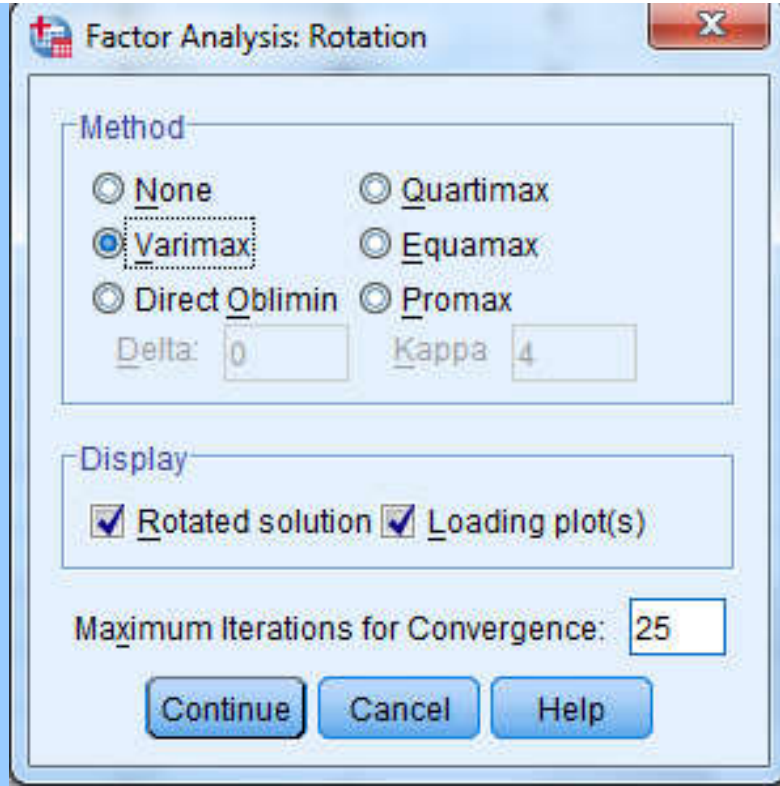 Factor Analysis: Rotation
Method
None Quartimax
Varimax Equamax
Direct Oblimin Promax
Delta: 0 Kappa 4
Display
Rotated solution Loading plot(s)
Maximum Iterations for Convergence: 25
Continue Cancel Help